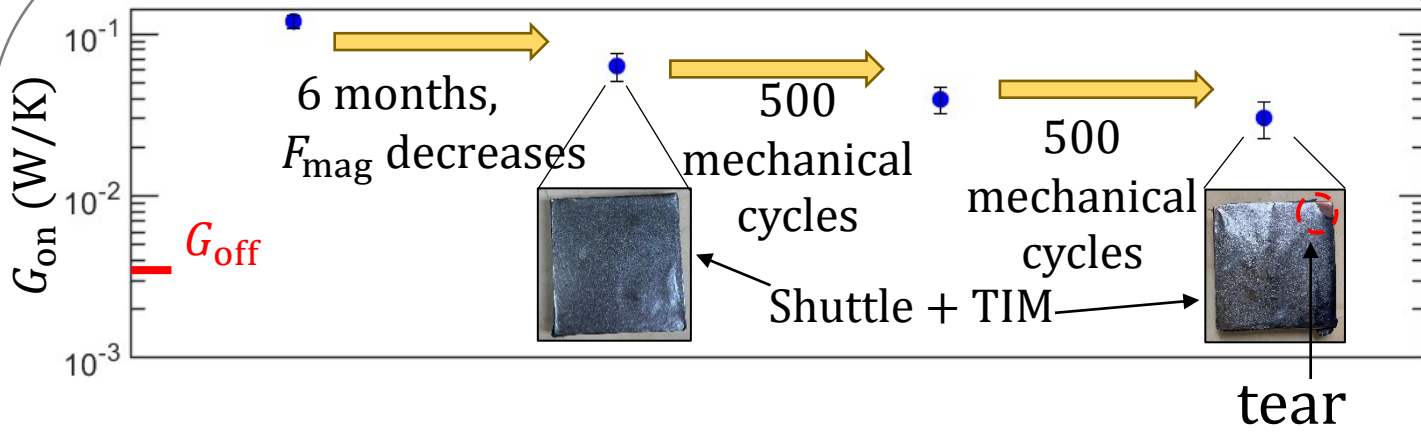 10⁻¹
10⁻²
10⁻³
G_on (W/K)
G_off
6 months,
F_mag decreases
500
mechanical
cycles
500
mechanical
cycles
Shuttle + TIM
tear